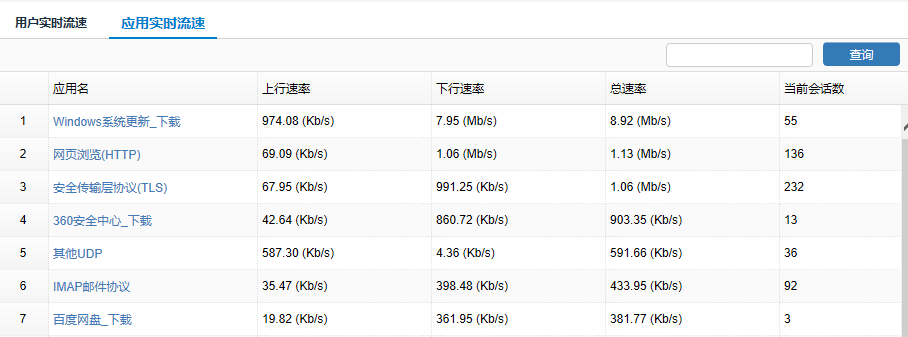 用户实时流速 应用实时流速
查询
应用名 上行速率 下行速率 总速率 当前会话数
1 Windows系统更新_下载 974.08 (Kb/s) 7.95 (Mb/s) 8.92 (Mb/s) 55
2 网页浏览(HTTP) 69.09 (Kb/s) 1.06 (Mb/s) 1.13 (Mb/s) 136
3 安全传输层协议(TLS) 67.95 (Kb/s) 991.25 (Kb/s) 1.06 (Mb/s) 232
4 360安全中心_下载 42.64 (Kb/s) 860.72 (Kb/s) 903.35 (Kb/s) 13
5 其他UDP 587.30 (Kb/s) 4.36 (Kb/s) 591.66 (Kb/s) 36
6 IMAP邮件协议 35.47 (Kb/s) 398.48 (Kb/s) 433.95 (Kb/s) 92
7 百度网盘_下载 19.82 (Kb/s) 361.95 (Kb/s) 381.77 (Kb/s) 3